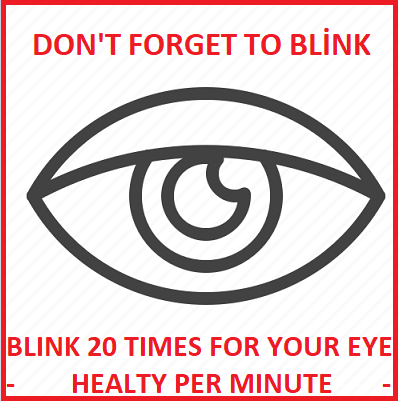 DON'T FORGET TO BLİNK
BLINK 20 TIMES FOR YOUR EYE
- HEALTY PER MINUTE -